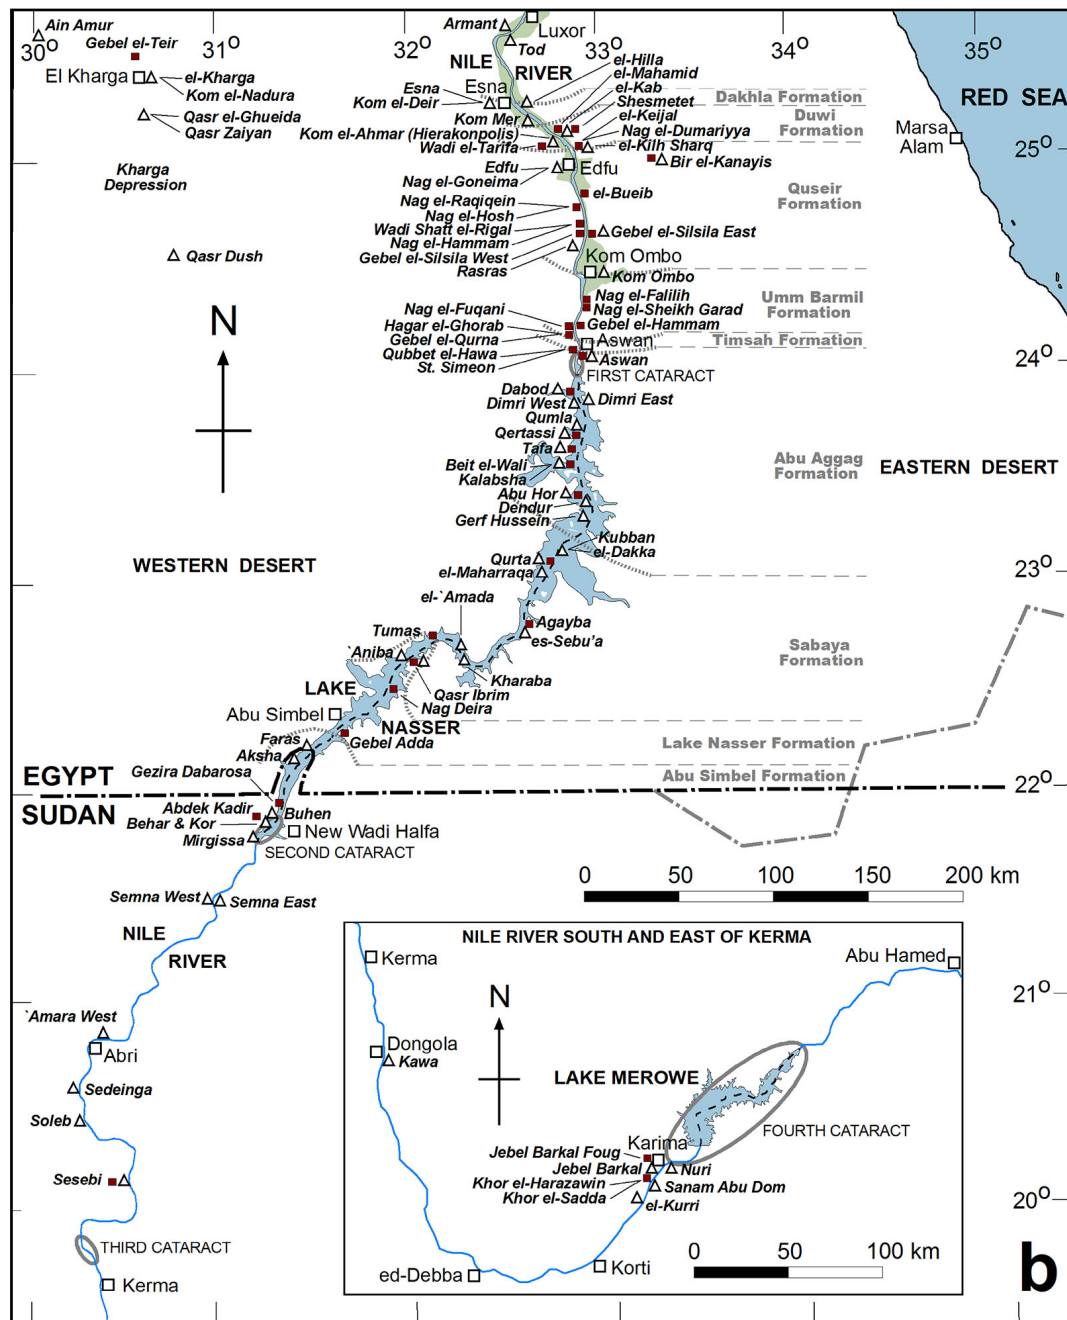 30°
31°
32°
33°
34°
35°
Ain Amur
Gebel el-Teir
El Kharga
el-Kharga
Kom el-Nadura
Qasr el-Ghueida
Qasr Zaiyan
Kharga
Depression
Qasr Dush
Armant
Luxor
Tod
NILE
RIVER
el-Hilla
el-Mahamid
el-Kab
Shesmetet
el-Keijal
Nag el-Dumariyya
el-Kilh Sharq
Bir el-Kanayis
Esna
Esna
Kom el-Deir
Kom Mer
Kom el-Ahmar (Hierakonpolis)
Wadi el-Tarifa
Edfu
Edfu
Nag el-Goneima
el-Bueib
Nag el-Raqiqein
Nag el-Hosh
Wadi Shatt el-Rigal
Nag el-Hammam
Gebel el-Silsila West
Gebel el-Silsila East
Rasras
Kom Ombo
Kom Ombo
Nag el-Falilih
Nag el-Sheikh Garad
Gebel el-Hammam
Nag el-Fuqani
Hagar el-Ghorab
Gebel el-Qurna
Qubbet el-Hawa
St. Simeon
Aswan
Aswan
FIRST CATARACT
Dakhla Formation
Duwi
Formation
Quseir
Formation
Umm Barmil
Formation
Timsah Formation
Abu Aggag
Formation
Sabaya
Formation
Lake Nasser Formation
Abu Simbel Formation
RED SEA
Marsa
Alam
25°
24°
23°
22°
21°
20°
EASTERN DESERT
WESTERN DESERT
N
Dabod
Dimri West
Dimri East
Qumla
Qertassi
Tafa
Beit el-Wali
Kalabsha
Abu Hor
Dendur
Gerf Hussein
Kubban
el-Dakka
Qurta
el-Maharraqa
el-`Amada
Agayba
es-Sebu'a
Tumas
`Aniba
Kharaba
Qasr Ibrim
Nag Deira
LAKE
NASSER
Abu Simbel
Gebel Adda
Faras
Aksha
Gezira Dabarosa
EGYPT
SUDAN
Abdek Kadir
Buhen
Behar & Kor
Mirgissa
New Wadi Halfa
SECOND CATARACT
Semna West
Semna East
NILE
RIVER
`Amara West
Abri
Sedeinga
Soleb
Sesebi
THIRD CATARACT
Kerma
0 50 100 150 200 km
NILE RIVER SOUTH AND EAST OF KERMA
Kerma
Abu Hamed
N
Dongola
Kawa
LAKE MEROWE
FOURTH CATARACT
Karima
Jebel Barkal Foug
Jebel Barkal
Nuri
Khor el-Harazawin
Sanam Abu Dom
Khor el-Sadda
el-Kurri
ed-Debba
Korti
0 50 100 km
b